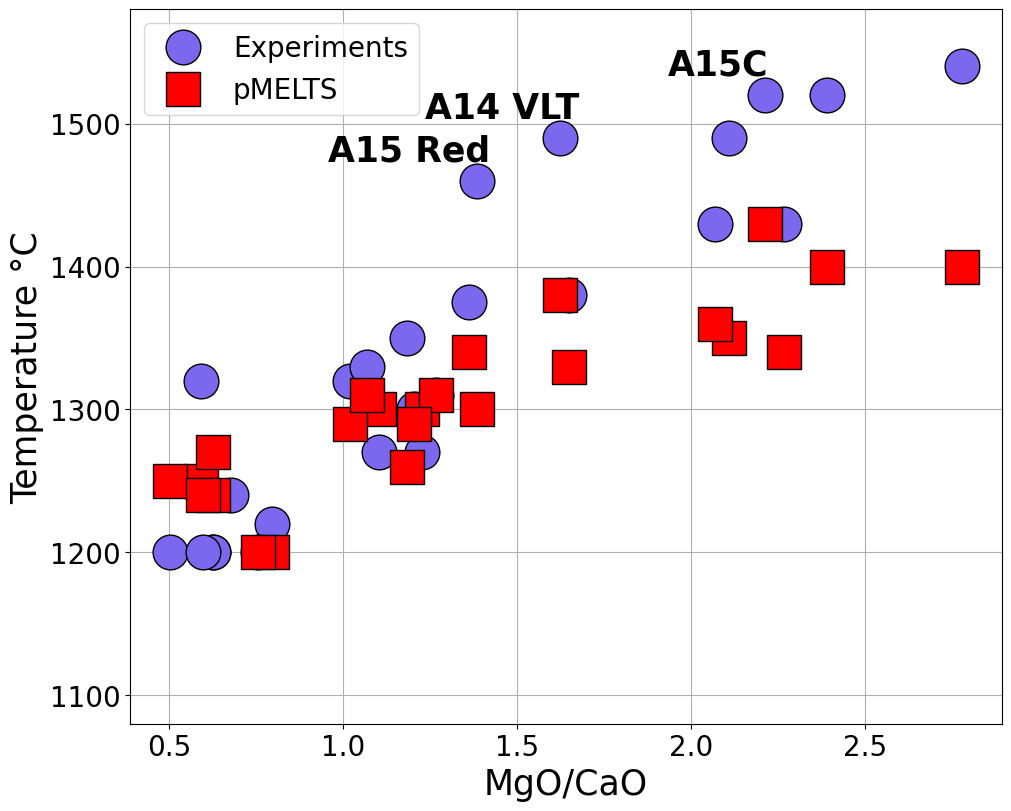 Experiments
pMELTS
A15C
A14 VLT
A15 Red
Temperature °C
1500
1400
1300
1200
1100
0.5 1.0 1.5 2.0 2.5
MgO/CaO